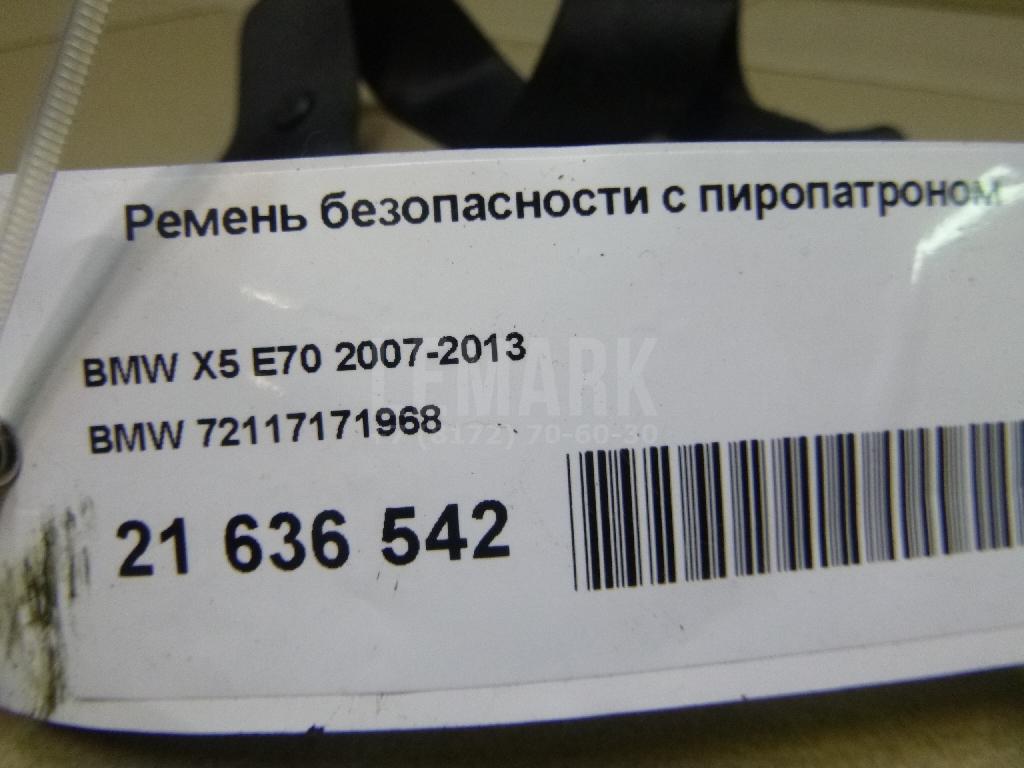 Ремень безопасности с пиропатроном
BMW X5 E70 2007-2013
LEMARK
BMW 72117171968
(8172) 70-60-30
21 636 542